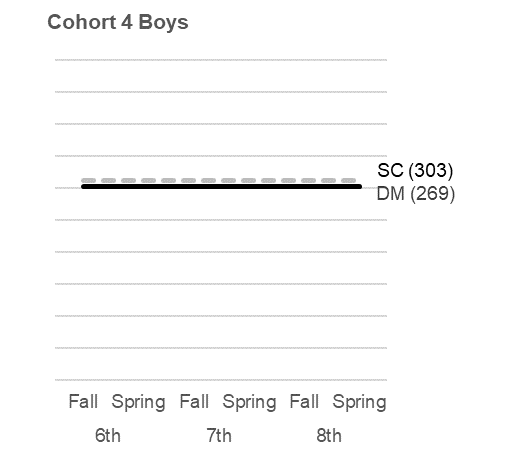 Cohort 4 Boys
SC (303)
DM (269)
Fall Spring Fall Spring Fall Spring
6th 7th 8th